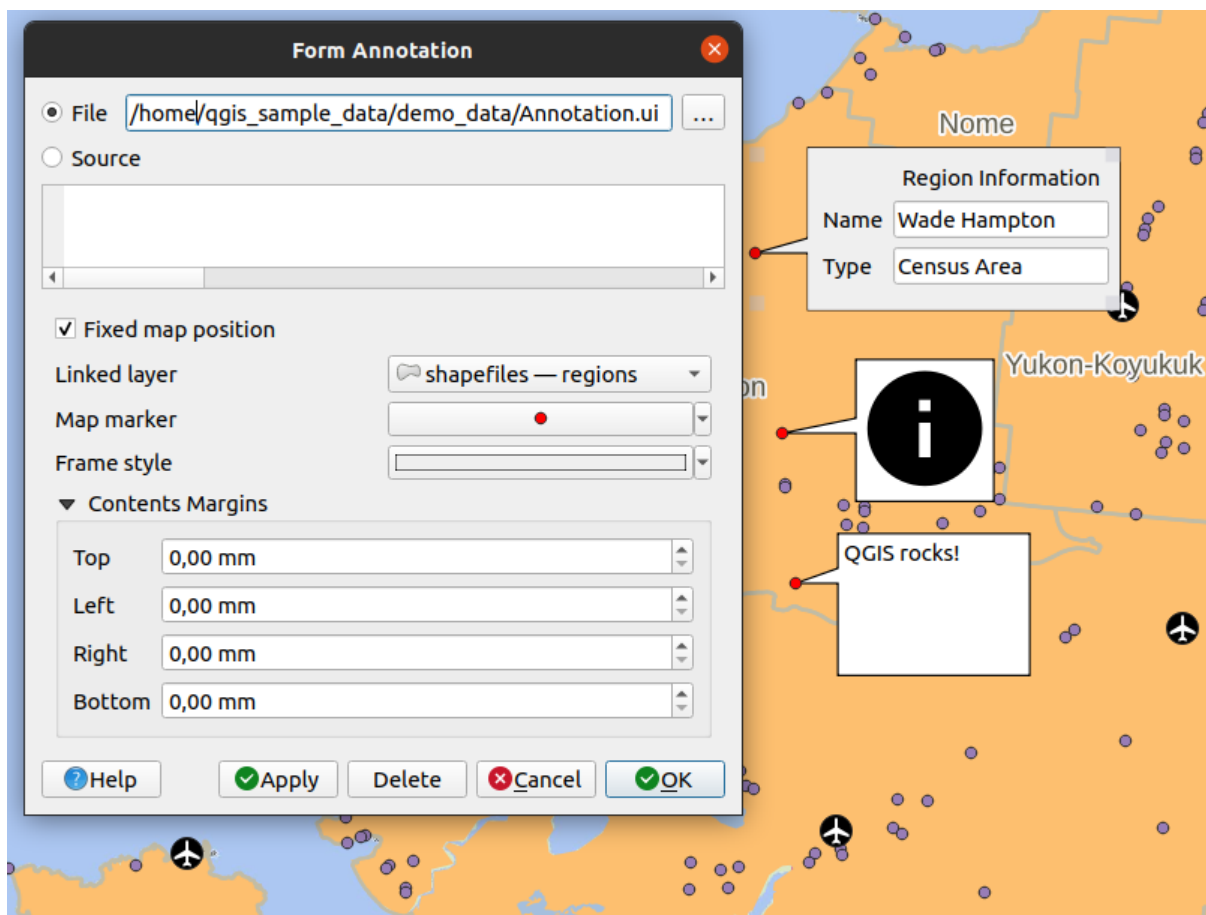 Form Annotation
File /home/qgis_sample_data/demo_data/Annotation.ui ...
Source
Fixed map position
Linked layer shapefiles — regions
Map marker
Frame style
Contents Margins
Top 0,00 mm
Left 0,00 mm
Right 0,00 mm
Bottom 0,00 mm
Help Apply Delete Cancel OK
Nome
Region Information
Name Wade Hampton
Type Census Area
Yukon-Koyukuk
on
i
QGIS rocks!